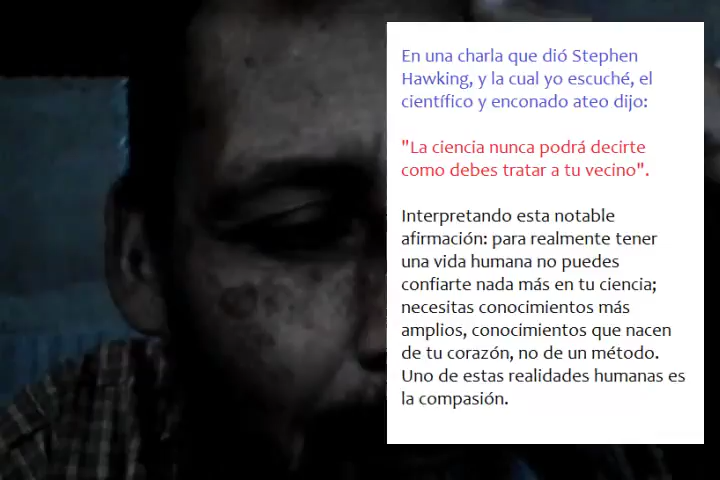 En una charla que dió Stephen
Hawking, y la cual yo escuché, el
científico y enconado ateo dijo:
"La ciencia nunca podrá decirte
como debes tratar a tu vecino".
Interpretando esta notable
afirmación: para realmente tener
una vida humana no puedes
confiarte nada más en tu ciencia;
necesitas conocimientos más
amplios, conocimientos que nacen
de tu corazón, no de un método.
Uno de estas realidades humanas es
la compasión.